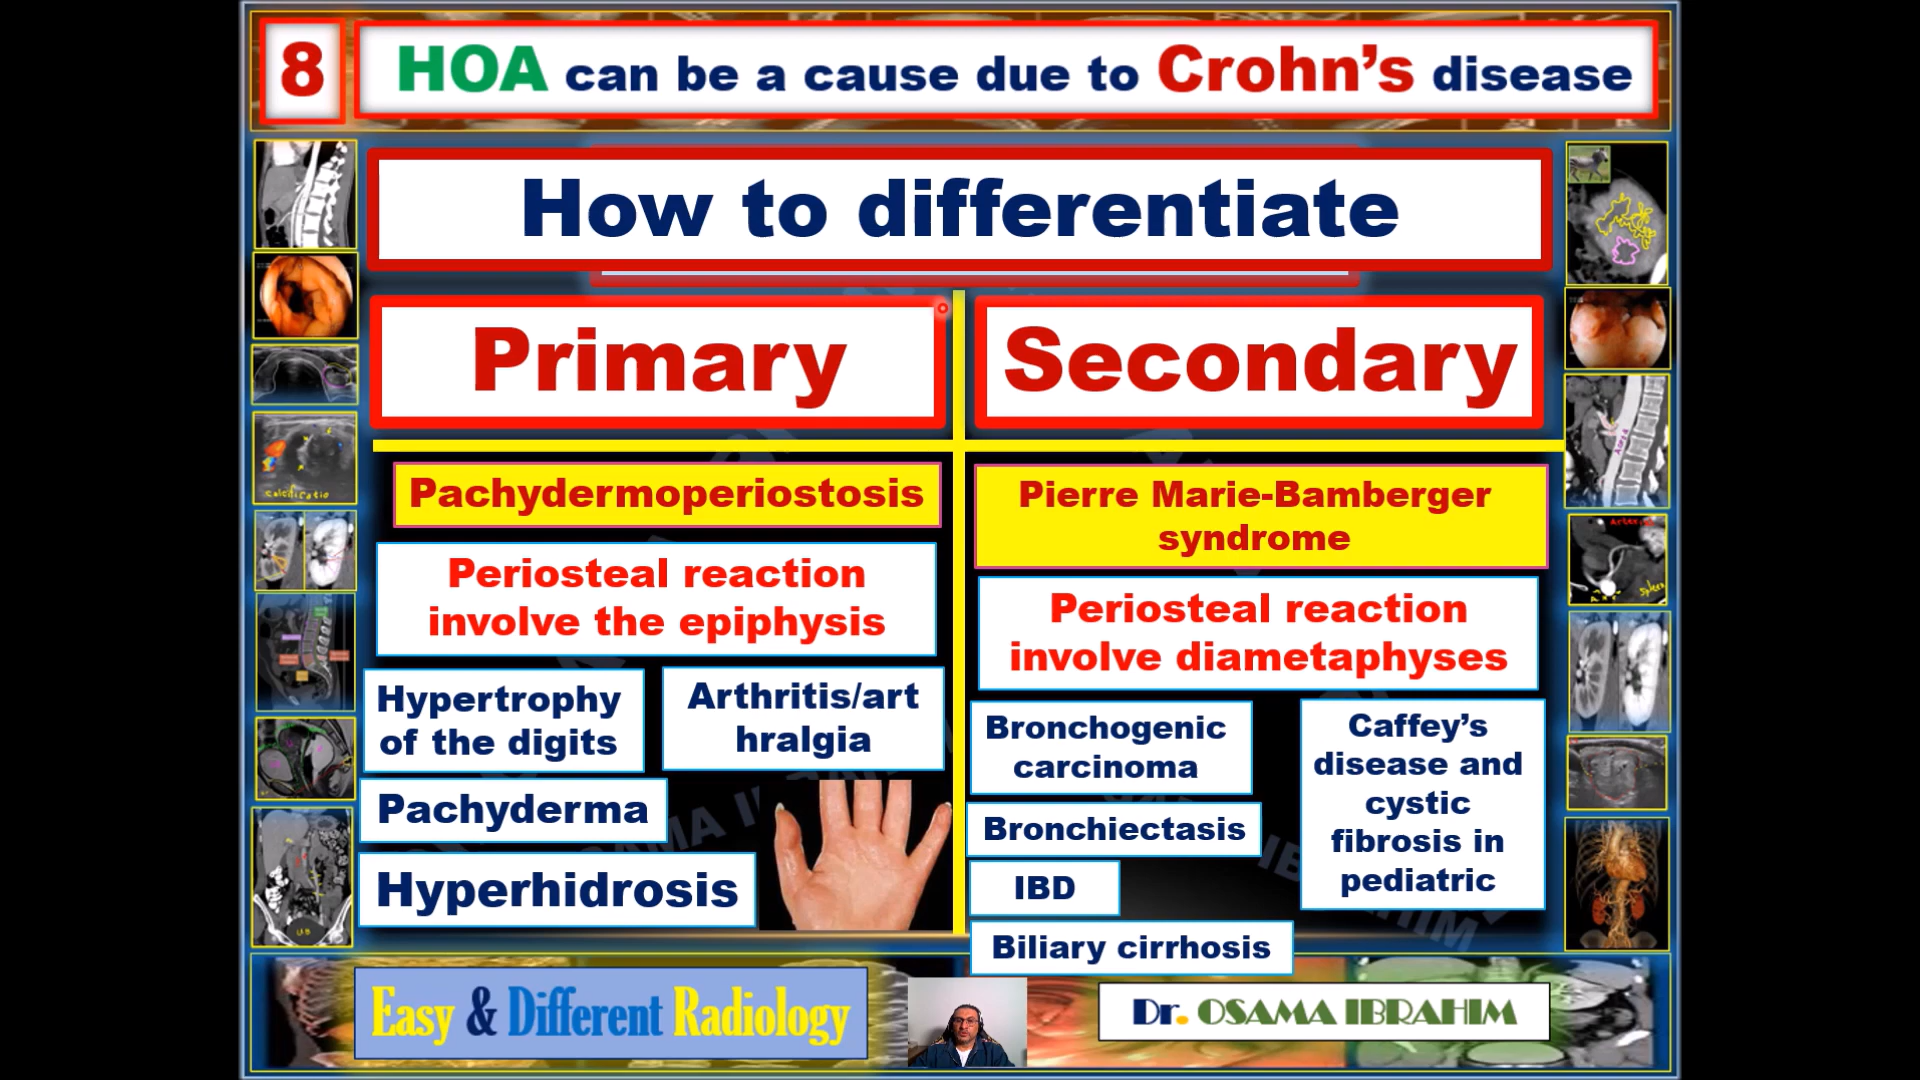 8
HOA can be a cause due to Crohn's disease
How to differentiate
Primary
Secondary
Pachydermoperiostosis
Periosteal reaction
involve the epiphysis
Hypertrophy
of the digits
Arthritis/art
hralgia
Pachyderma
Hyperhidrosis
Pierre Marie-Bamberger
syndrome
Periosteal reaction
involve diametaphyses
Bronchogenic
carcinoma
Bronchiectasis
IBD
Biliary cirrhosis
Caffey's
disease and
cystic
fibrosis in
pediatric
Easy & Different Radiology
Dr. OSAMA IBRAHIM